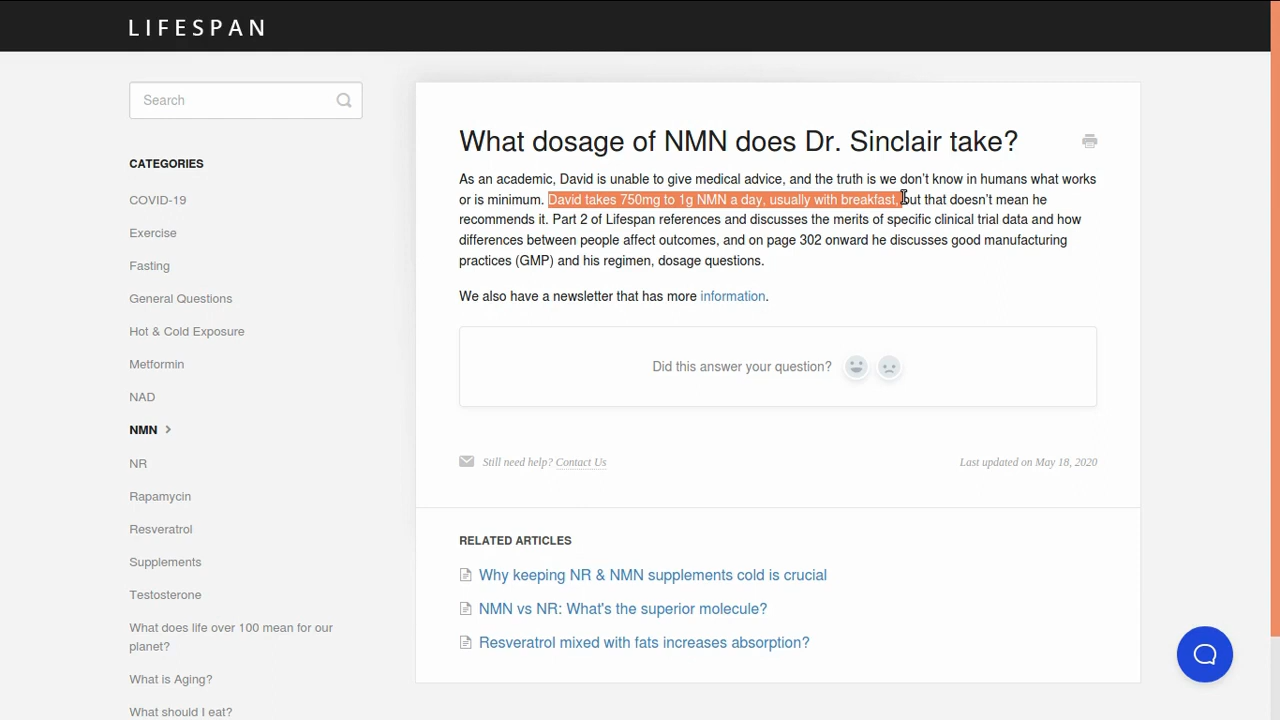 LIFESPAN
Search
CATEGORIES
COVID-19
Exercise
Fasting
General Questions
Hot & Cold Exposure
Metformin
NAD
NMN
NR
Rapamycin
Resveratrol
Supplements
Testosterone
What does life over 100 mean for our
planet?
What is Aging?
What should I eat?
What dosage of NMN does Dr. Sinclair take?
As an academic, David is unable to give medical advice, and the truth is we don’t know in humans what works
or is minimum. David takes 750mg to 1g NMN a day, usually with breakfast, but that doesn’t mean he
recommends it. Part 2 of Lifespan references and discusses the merits of specific clinical trial data and how
differences between people affect outcomes, and on page 302 onward he discusses good manufacturing
practices (GMP) and his regimen, dosage questions.
We also have a newsletter that has more information.
Did this answer your question?
Still need help? Contact Us
Last updated on May 18, 2020
RELATED ARTICLES
Why keeping NR & NMN supplements cold is crucial
NMN vs NR: What's the superior molecule?
Resveratrol mixed with fats increases absorption?